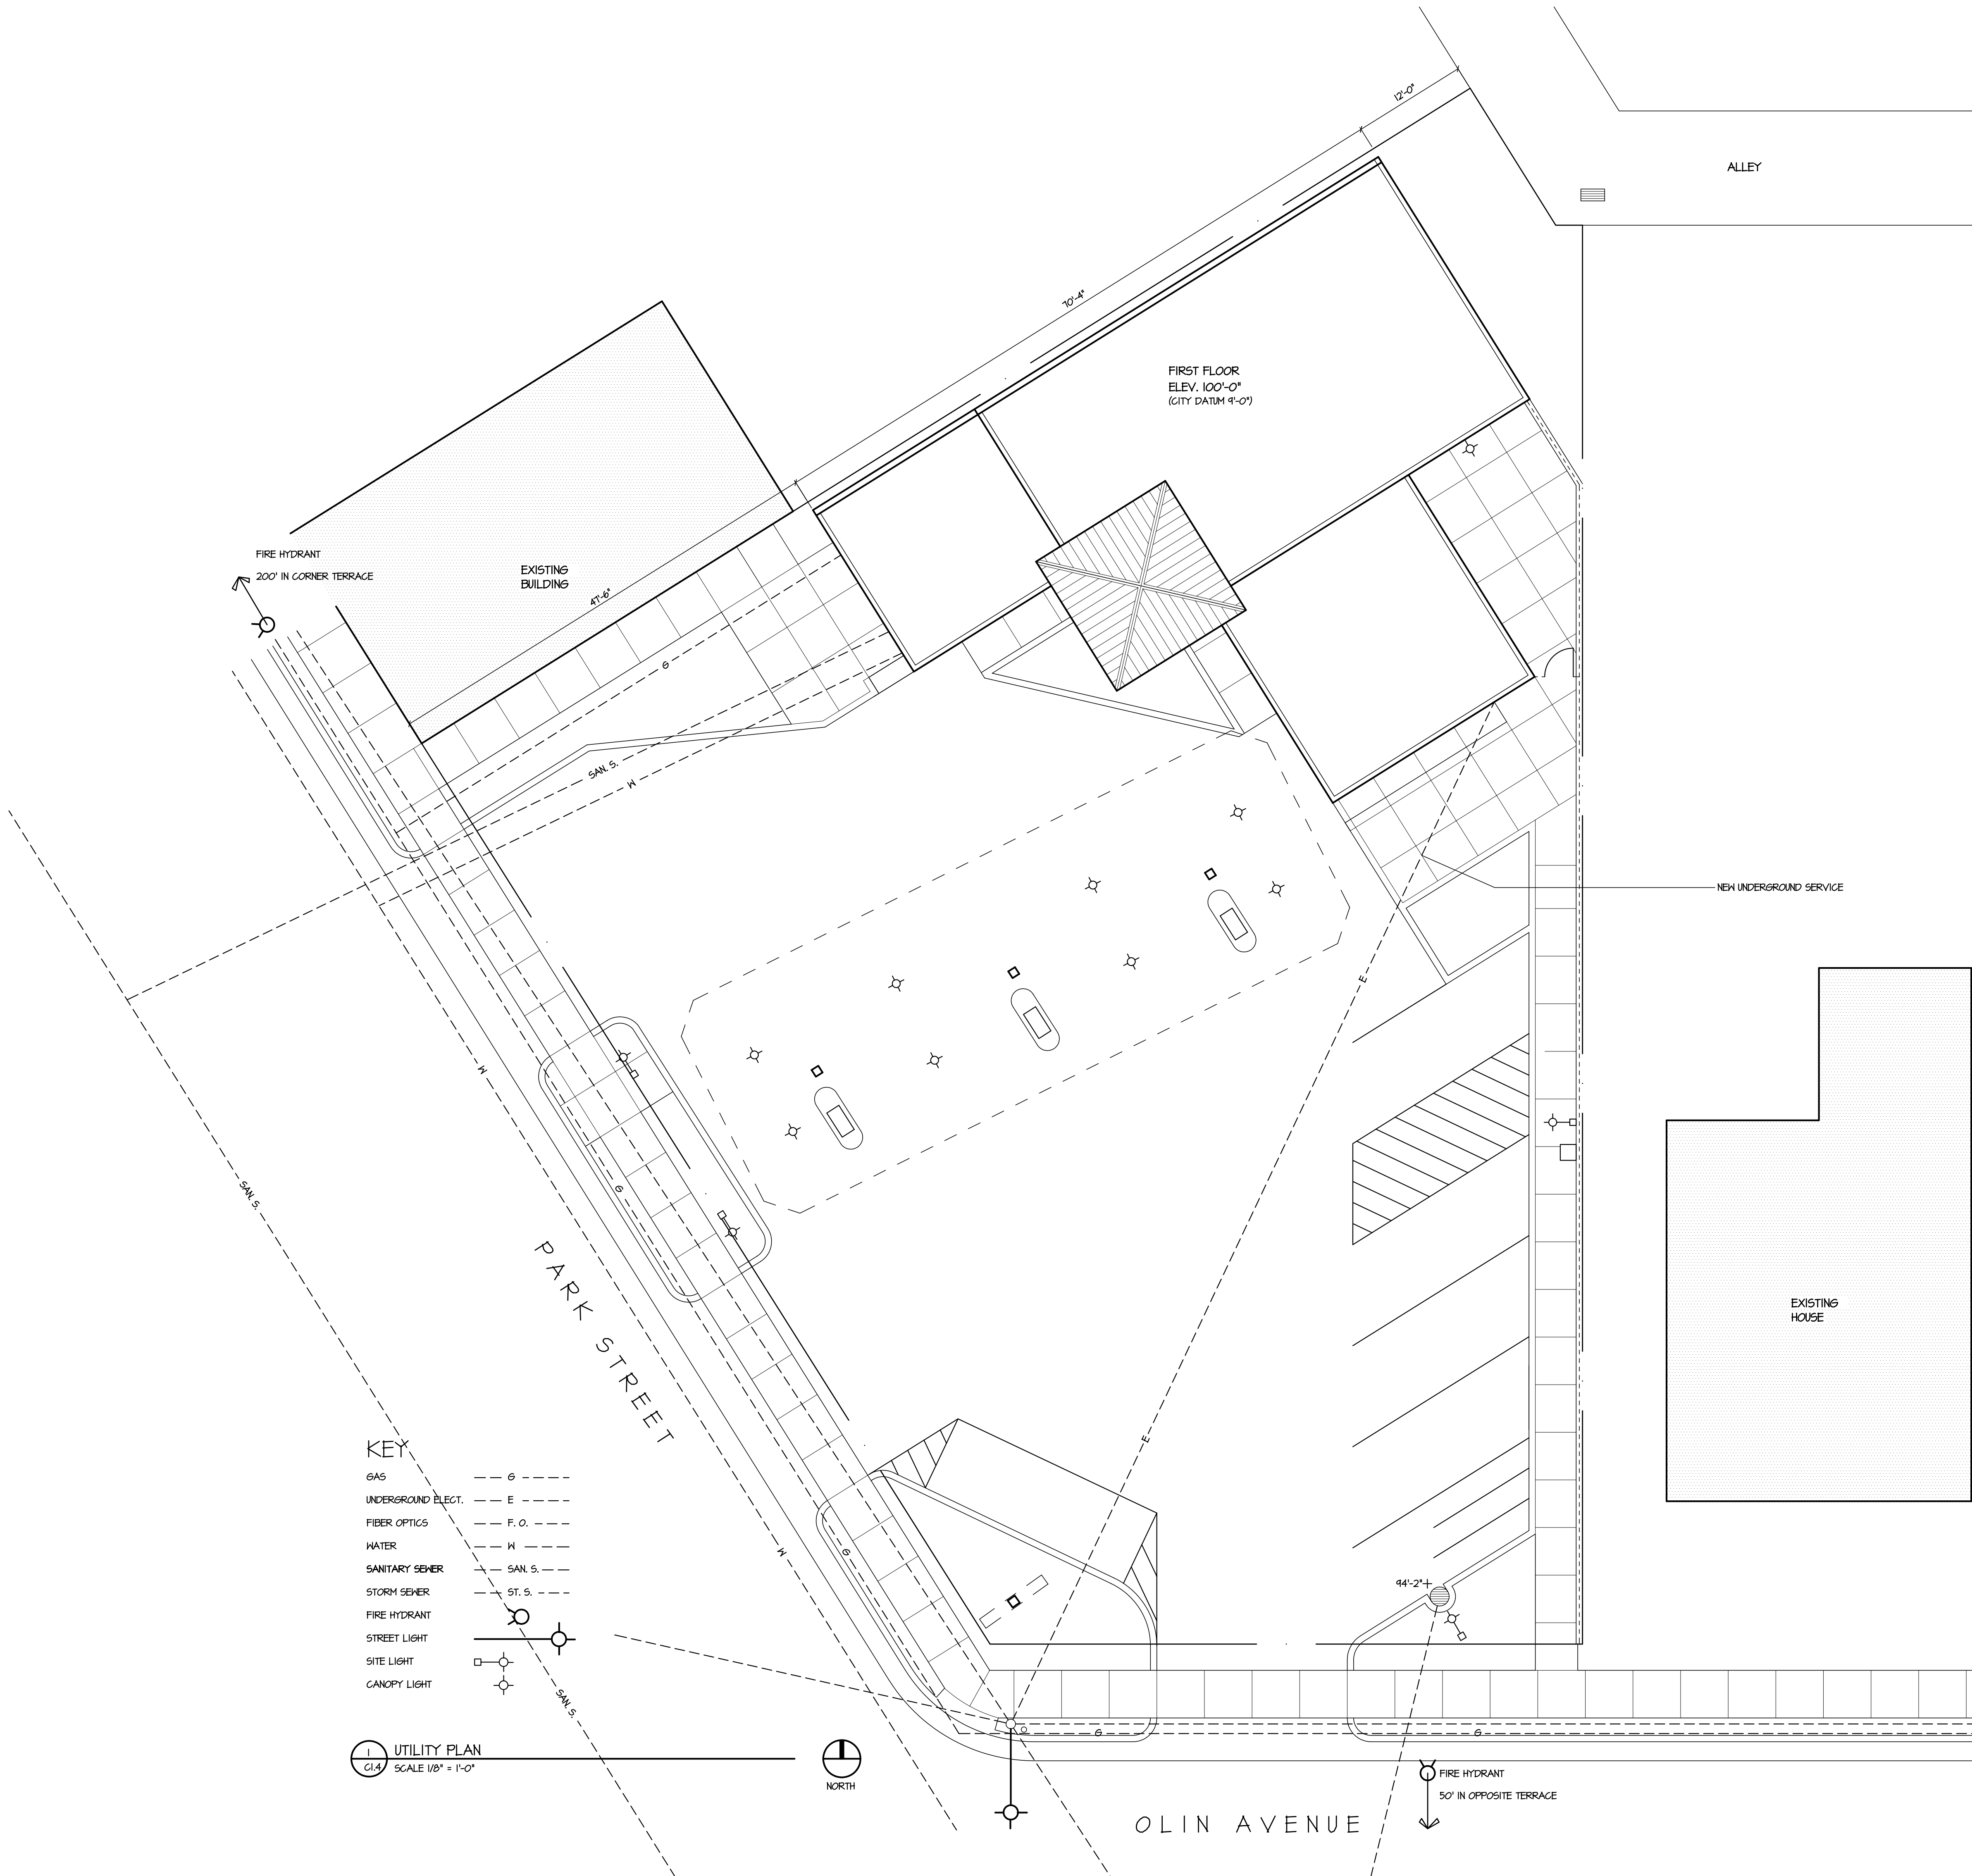 12'-0"
ALLEY
70'-4"
FIRST FLOOR
ELEV. 100'-0"
(CITY DATUM 9'-0")
FIRE HYDRANT
200' IN CORNER TERRACE
EXISTING
BUILDING
47'-6"
G
SAN. S.
W
NEW UNDERGROUND SERVICE
E
W
G
SAN. S.
PARK STREET
EXISTING
HOUSE
E
W
G
KEY
GAS G
UNDERGROUND ELECT. E
FIBER OPTICS F. O.
WATER W
SANITARY SEWER SAN. S.
STORM SEWER ST. S.
FIRE HYDRANT
STREET LIGHT
SITE LIGHT
CANOPY LIGHT
94'-2"
SAN. S.
G
G
1
C1.4
UTILITY PLAN
SCALE 1/8" = 1'-0"
NORTH
FIRE HYDRANT
50' IN OPPOSITE TERRACE
OLIN AVENUE